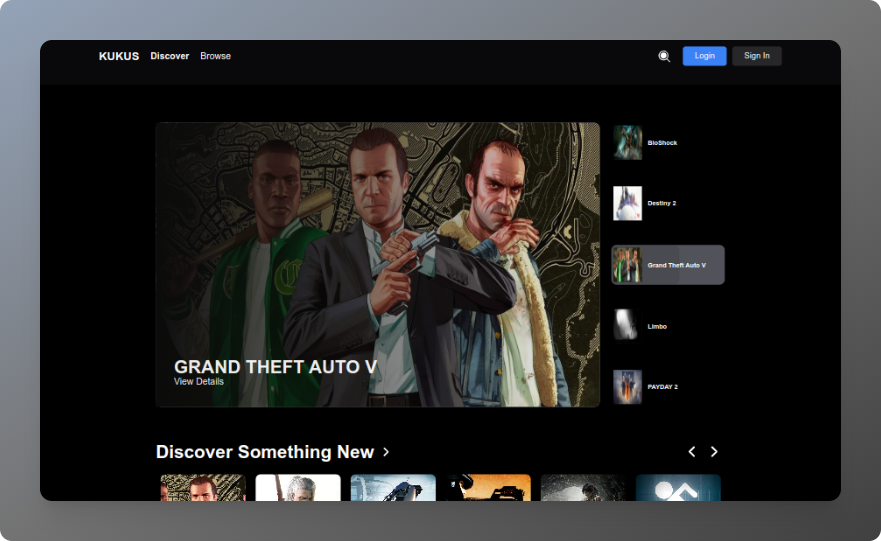 KUKUS Discover Browse Login Sign In
BioShock
Destiny 2
Grand Theft Auto V
Limbo
PAYDAY 2
GRAND THEFT AUTO V
View Details
Discover Something New